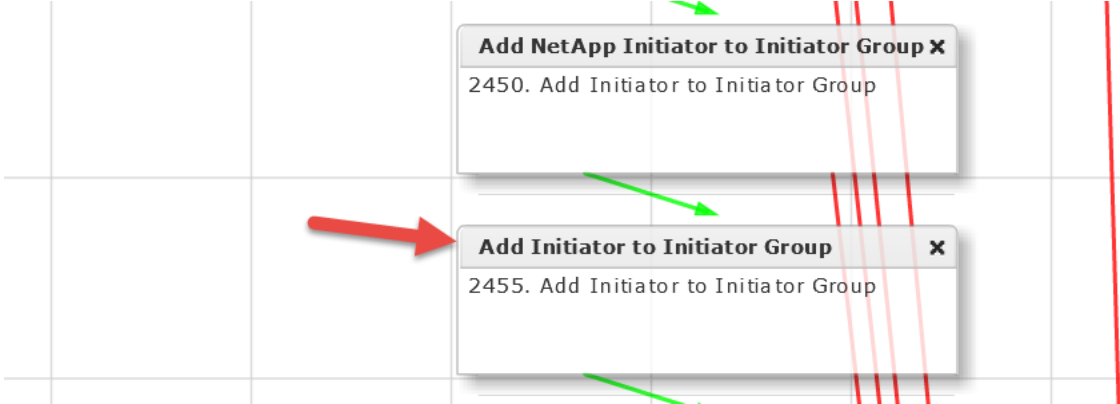 Add NetApp Initiator to Initiator Group
2450. Add Initiator to Initiator Group
Add Initiator to Initiator Group
2455. Add Initiator to Initiator Group